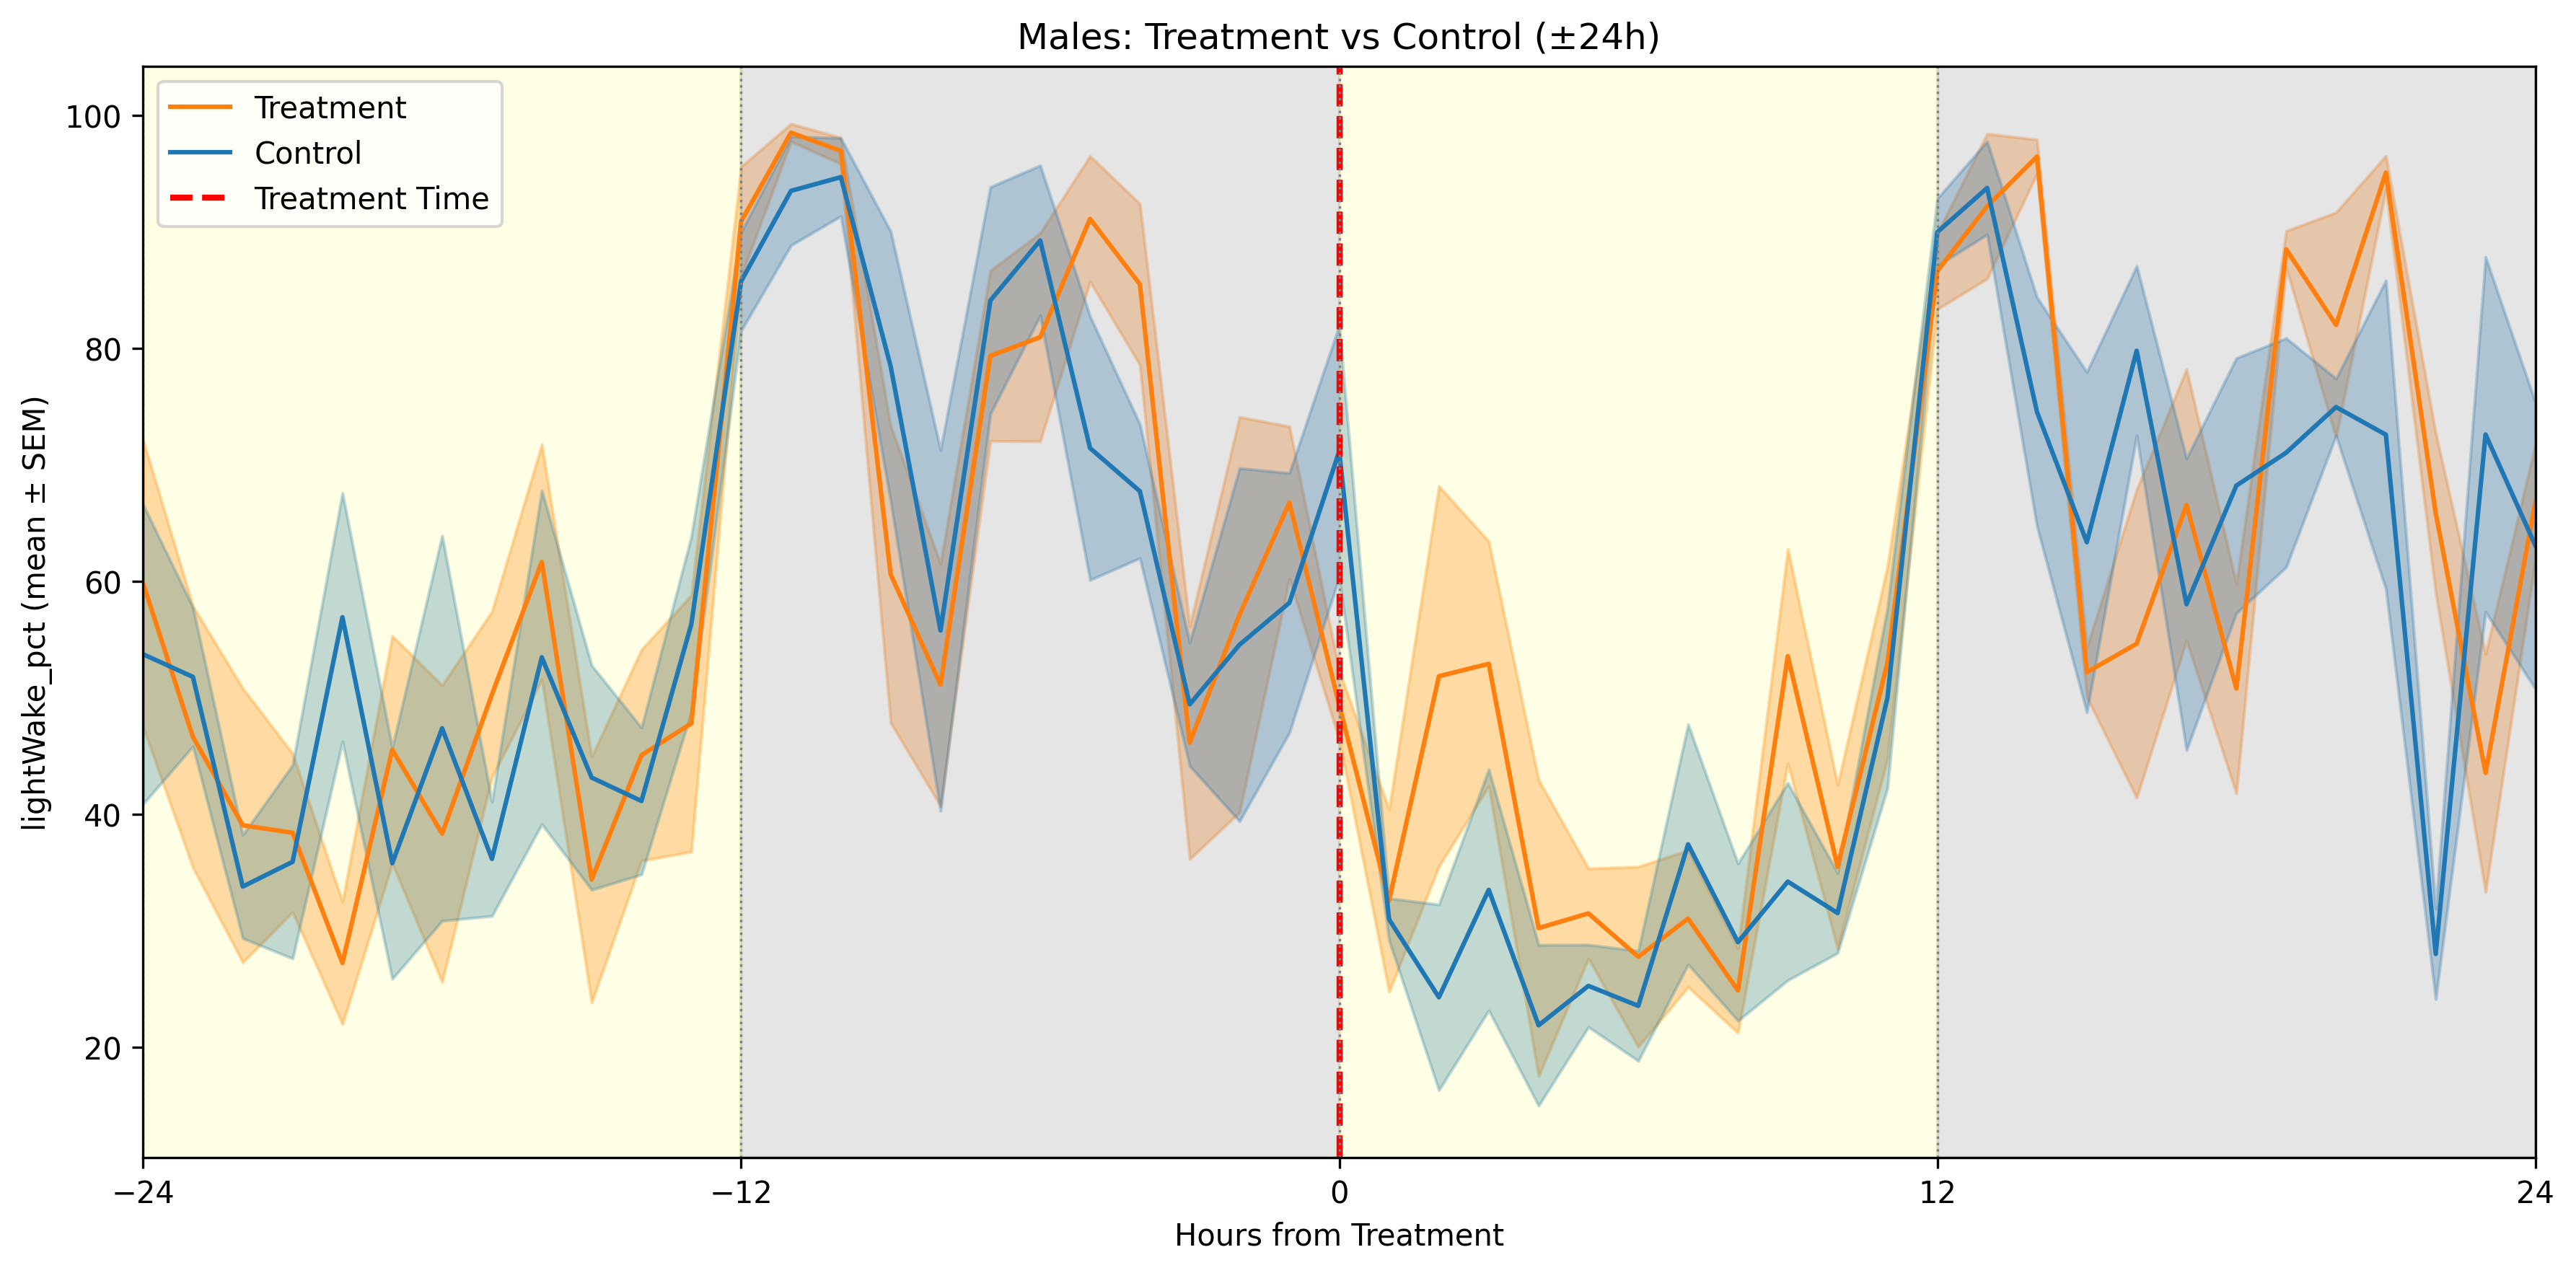 Males: Treatment vs Control (±24h)
Treatment
Control
Treatment Time
lightWake_pct (mean ± SEM)
100
80
60
40
20
−24
−12
0
12
24
Hours from Treatment